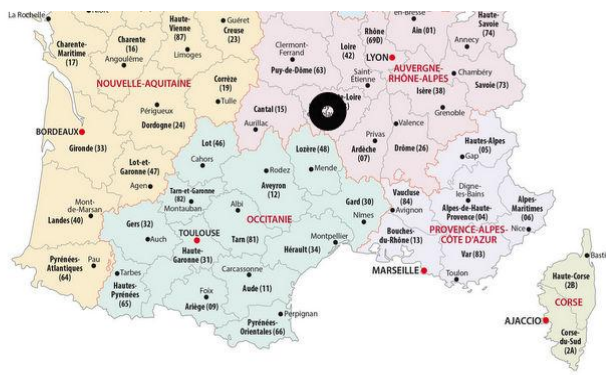 La Rochelle
Haute-
Vienne
(87)
Guéret
Creuse
(23)
en-Bresse
Ain (01)
Haute-
Savoie
(74)
Charente-
Maritime
(17)
Charente
(16)
Angoulême
Limoges
Clermont-
Ferrand
Puy-de-Dôme (63)
Loire
(42)
Rhône
(69D)
LYON
Annecy
NOUVELLE-AQUITAINE
Corrèze
(19)
Tulle
Saint-
Étienne
AUVERGNE-
RHÔNE-ALPES
Chambéry
Savoie (73)
Isère (38)
Périgueux
Dordogne (24)
Cantal (15)
Aurillac
e-Loire
Grenoble
BORDEAUX
Gironde (33)
Lot (46)
Cahors
Lozère (48)
Mende
Privas
Ardèche
(07)
Valence
Drôme (26)
Hautes-Alpes
(05)
Gap
Lot-et-
Garonne
(47)
Agen
Tarn-et-Garonne
(82)
Montauban
Rodez
Aveyron
(12)
Mont-
de-Marsan
Landes (40)
Albi
Gard (30)
Nîmes
Vaucluse
(84)
Avignon
Digne-
les-Bains
Alpes-de-Haute-
Provence (04)
Alpes-
Maritimes
(06)
Nice
Gers (32)
Auch
TOULOUSE
OCCITANIE
Tarn (81)
Haute-
Garonne
(31)
Montpellier
Hérault (34)
Bouches-
du-Rhône (13)
PROVENCE-ALPES-
CÔTE D'AZUR
Var (83)
Pyrénées-
Atlantiques
(64)
Pau
Tarbes
Hautes-
Pyrénées
(65)
Carcassonne
Aude (11)
Foix
Ariège (09)
MARSEILLE
Toulon
Perpignan
Pyrénées-
Orientales (66)
Basti
Haute-Corse
(2B)
CORSE
AJACCIO
Corse-
du-Sud
(2A)